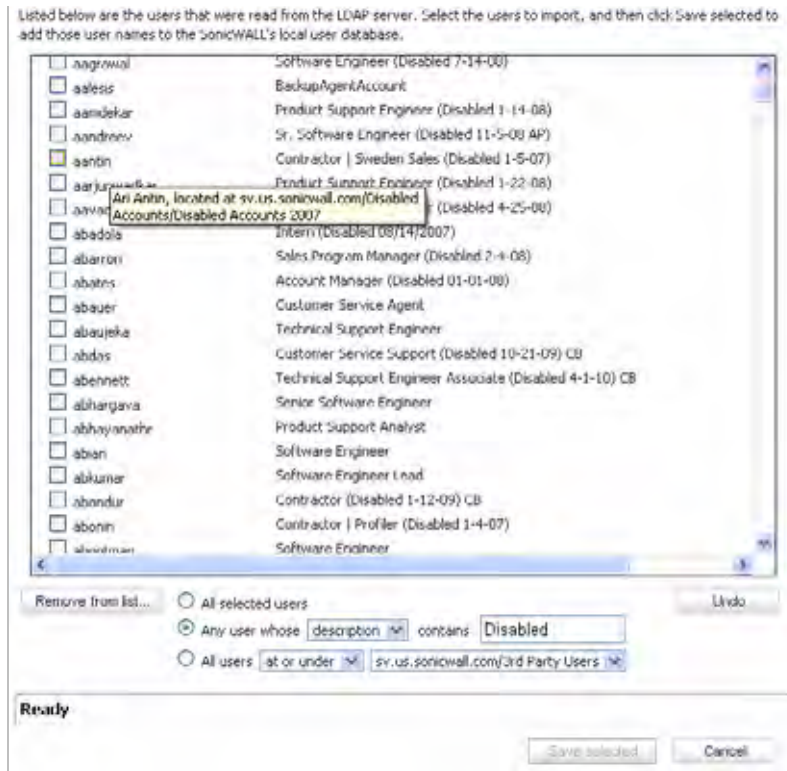 Listed below are the users that were read from the LDAP server. Select the users to import, and then click Save selected to
add those user names to the SonicWALL's local user database.
aagrawal Software Engineer (Disabled 7-14-08)
aalesis BackupAgentAccount
aamdekar Product Support Engineer (Disabled 1-14-08)
aandreev Sr. Software Engineer (Disabled 11-5-08 AP)
aantin Contractor | Sweden Sales (Disabled 1-5-07)
Product Support Engineer (Disabled 1-22-08)
Ari Antin, located at sv.us.sonicwall.com/Disabled
Accounts/Disabled Accounts 2007
(Disabled 4-25-08)
abadola Intern (Disabled 08/14/2007)
abarron Sales Program Manager (Disabled 2-4-08)
abates Account Manager (Disabled 01-01-08)
abauer Customer Service Agent
abaujeka Technical Support Engineer
abdas Customer Service Support (Disabled 10-21-09) CB
abennett Technical Support Engineer Associate (Disabled 4-1-10) CB
abhargava Senior Software Engineer
abhayanathr Product Support Analyst
abian Software Engineer
abkumar Software Engineer Lead
abondur Contractor (Disabled 1-12-09) CB
abonin Contractor | Profiler (Disabled 1-4-07)
Software Engineer
Remove from list... All selected users Undo
Any user whose description contains Disabled
All users at or under sv.us.sonicwall.com/3rd Party Users
Ready
Save selected Cancel